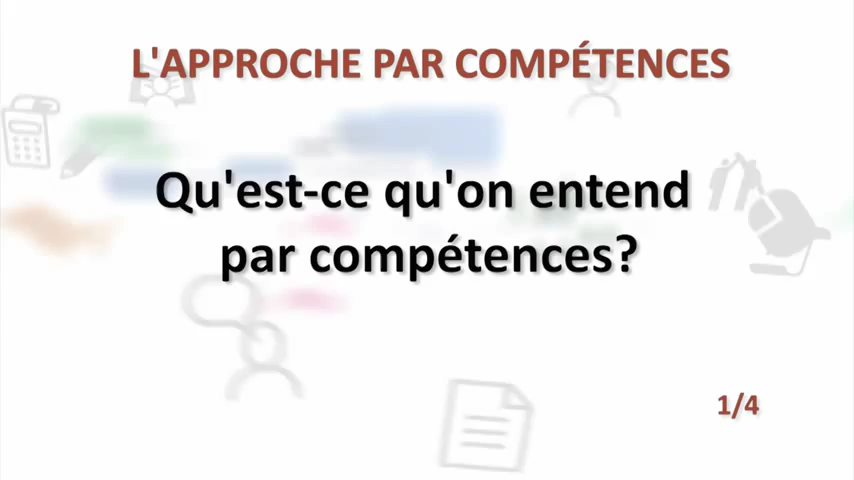 L'APPROCHE PAR COMPÉTENCES
Qu'est-ce qu'on entend
par compétences?
1/4